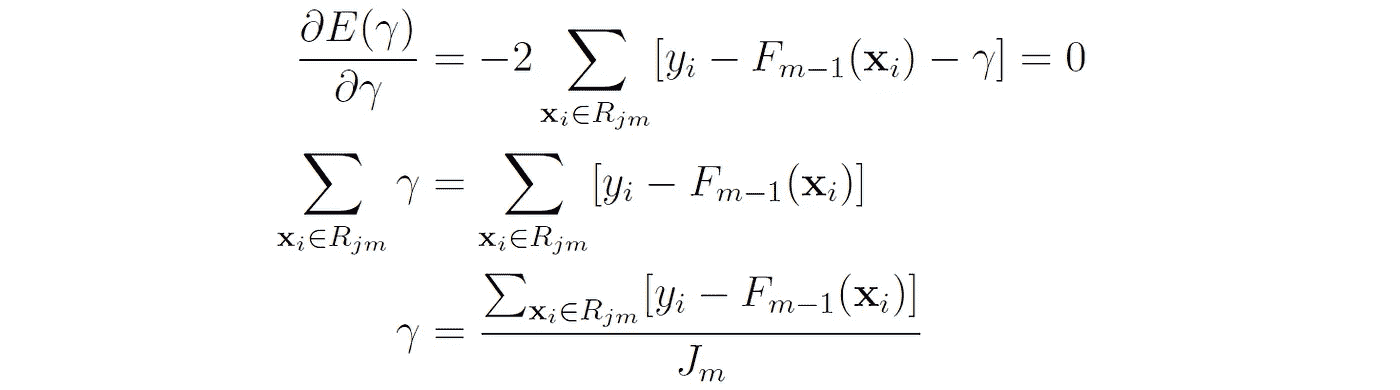 ∂E(γ)/∂γ = −2 ∑_{𝐱_i∈R_{jm}} [y_i − F_{m−1}(𝐱_i) − γ] = 0
∑_{𝐱_i∈R_{jm}} γ = ∑_{𝐱_i∈R_{jm}} [y_i − F_{m−1}(𝐱_i)]
γ = ∑_{𝐱_i∈R_{jm}} [y_i − F_{m−1}(𝐱_i)] / J_m